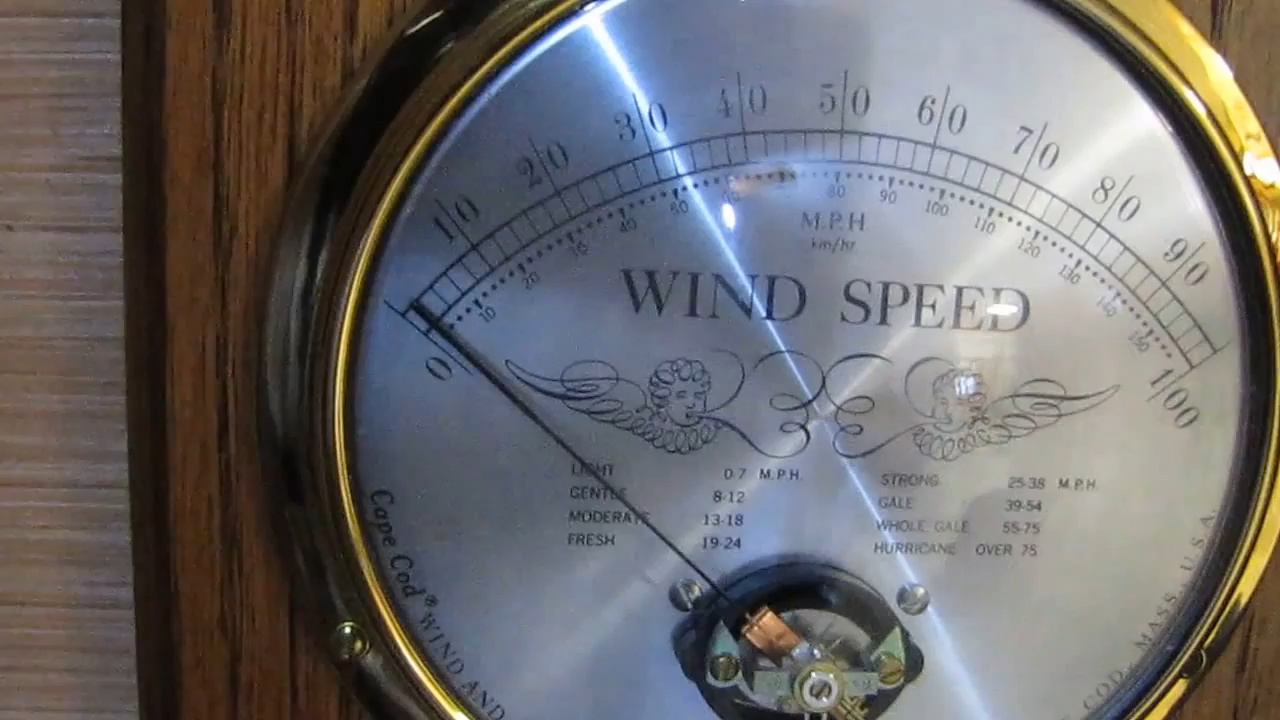 0 10 20 30 40 50 60 70 80 90 100
10 20 30 40 60 80 90 100 110 120 130 140 150
M.P.H
km/hr
WIND SPEED
LIGHT 0.7 M.P.H.
GENTLE 8-12
MODERATE 13-18
FRESH 19-24
STRONG 25-38 M.P.H.
GALE 39-54
WHOLE GALE 55-75
HURRICANE OVER 75
Cape Cod® WIND AND
COD, MASS., U.S.A.